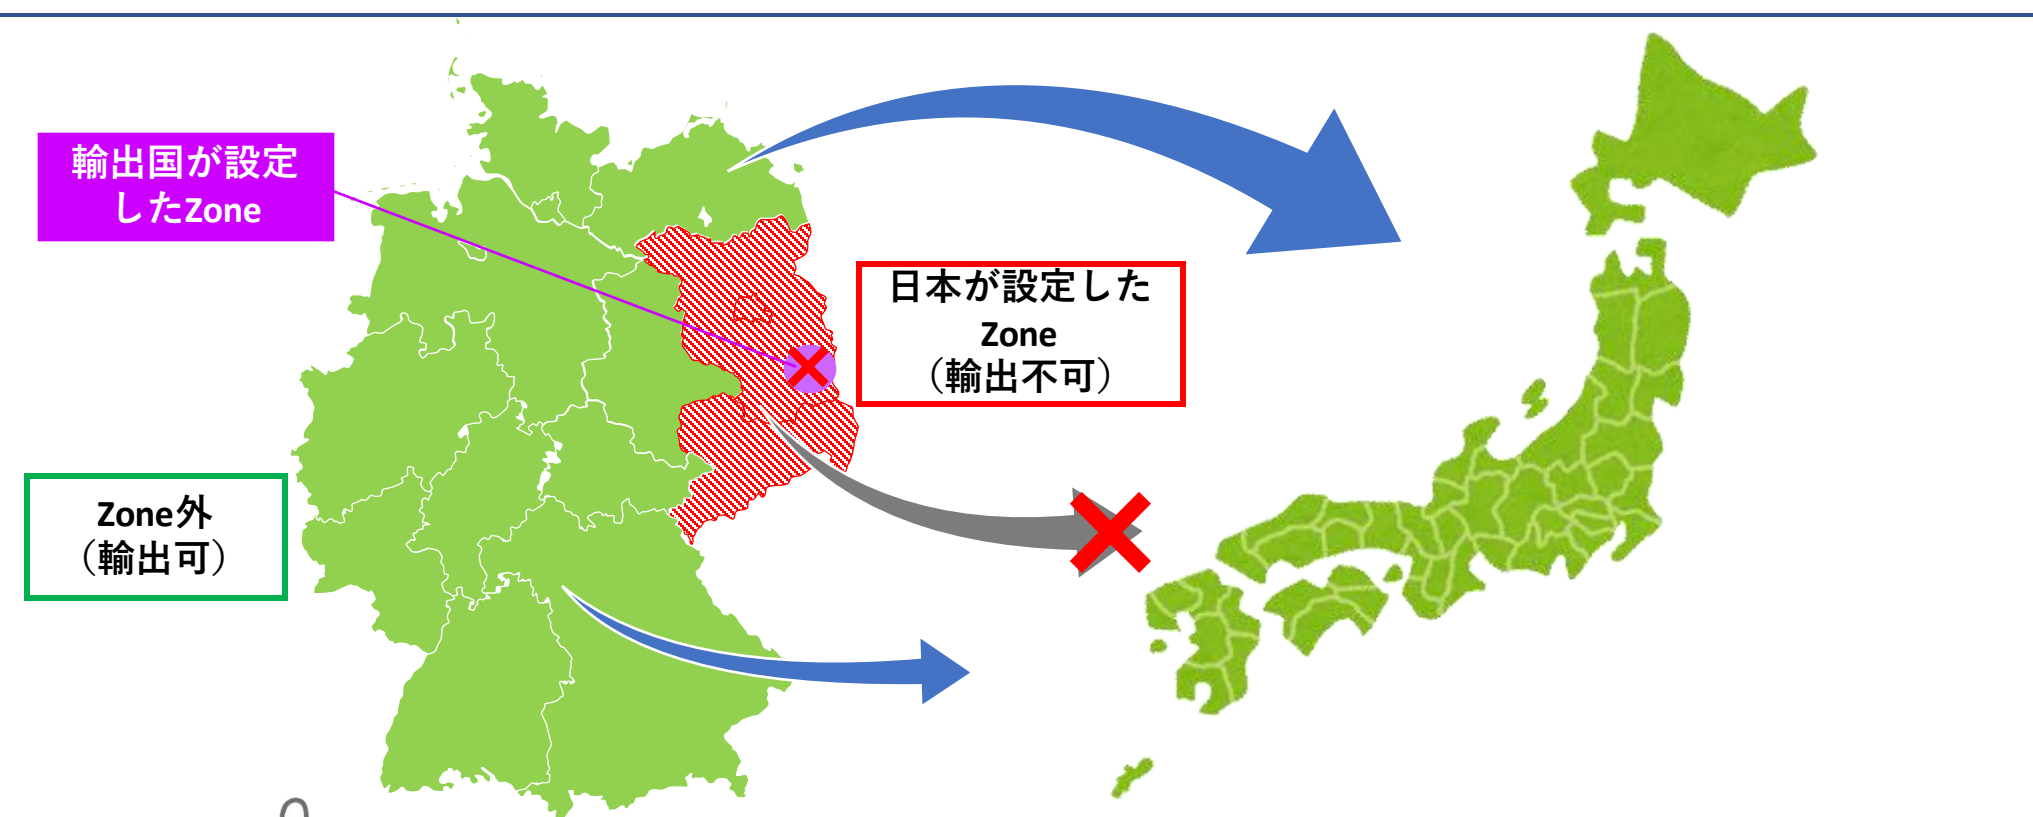 輸出国が設定
したZone
日本が設定した
Zone
（輸出不可）
Zone外
（輸出可）